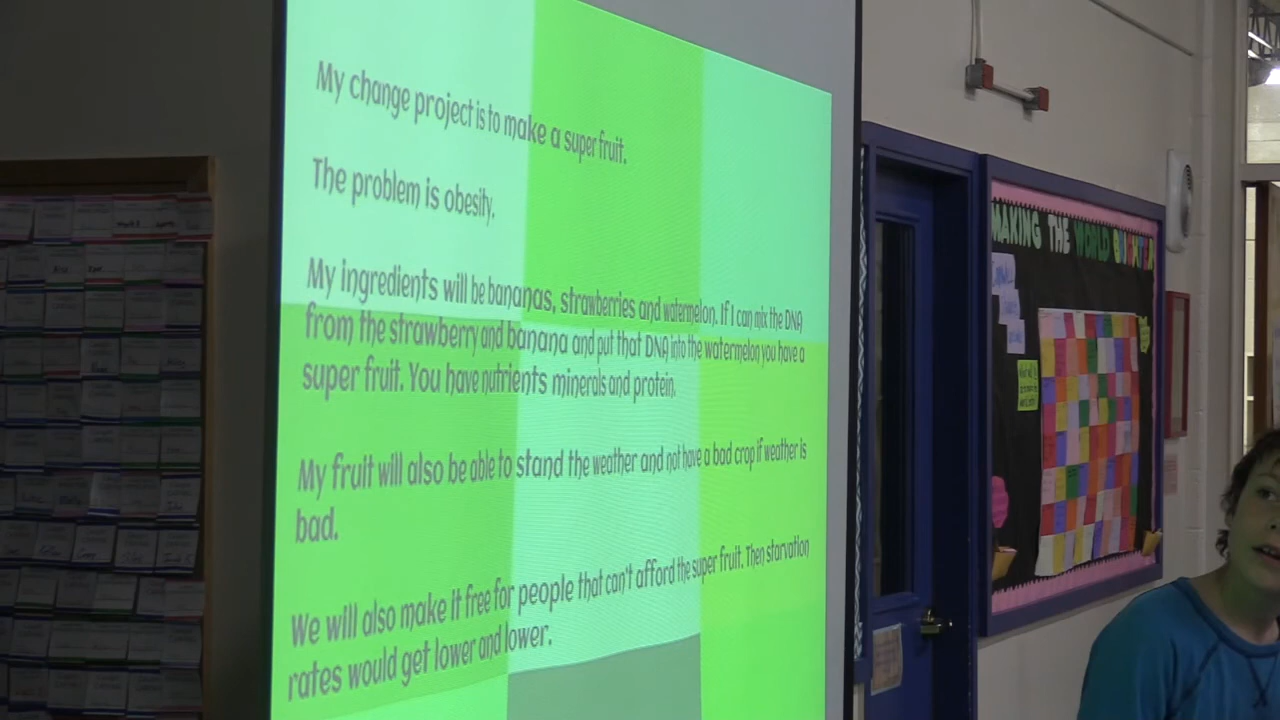 My change project is to make a super fruit.
The problem is obesity.
My ingredients will be bananas, strawberries and watermelon. If I can mix the DNA
from the strawberry and banana and put that DNA into the watermelon you have a
super fruit. You have nutrients minerals and protein.
My fruit will also be able to stand the weather and not have a bad crop if weather is
bad.
We will also make it free for people that can't afford the super fruit. Then starvation
rates would get lower and lower.
MAKING THE WORLD